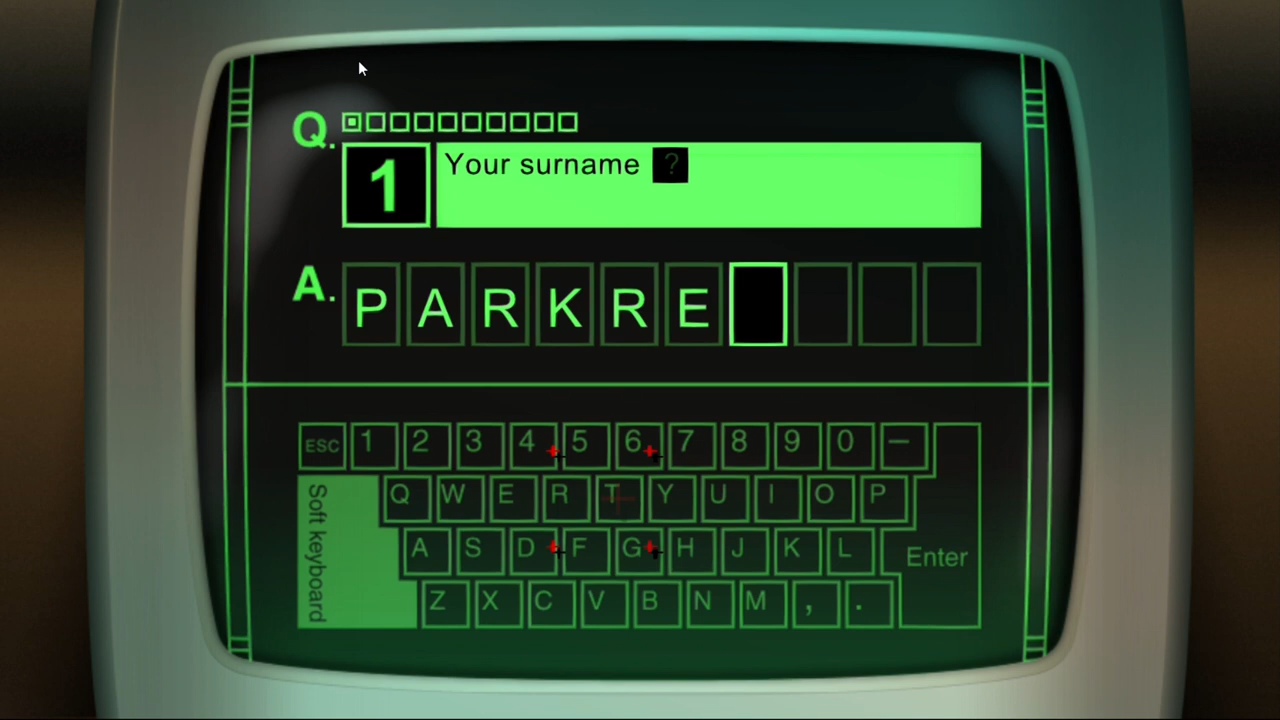 Q.
1 Your surname ?
A. PARKRE
ESC 1 2 3 4 5 6 7 8 9 0 —
Q W E R T Y U I O P
A S D F G H J K L Enter
Z X C V B N M , .
Soft keyboard